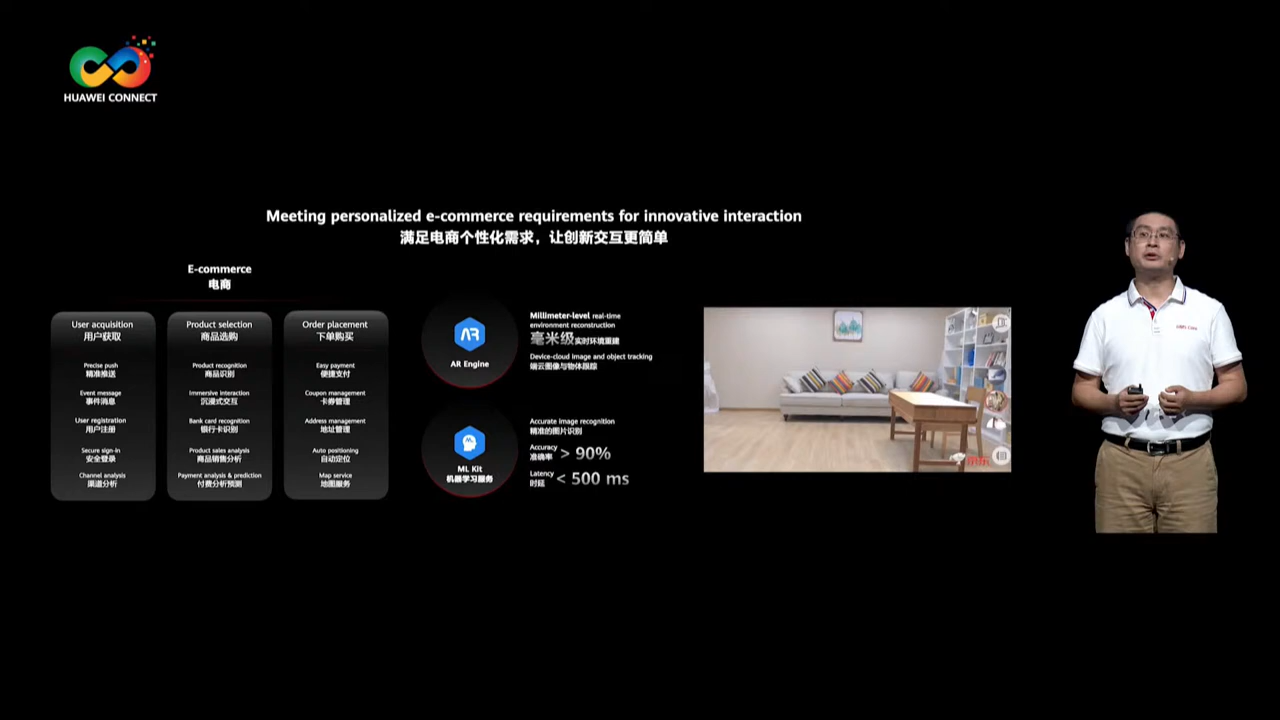 HUAWEI CONNECT
Meeting personalized e-commerce requirements for innovative interaction
满足电商个性化需求，让创新交互更简单
E-commerce
电商
User acquisition
用户获取
Precise push
精准推送
Event message
事件消息
User registration
用户注册
Secure sign-in
安全登录
Channel analysis
渠道分析
Product selection
商品选购
Product recognition
商品识别
Immersive interaction
沉浸式交互
Bank card recognition
银行卡识别
Product sales analysis
商品销售分析
Payment analysis & prediction
付费分析预测
Order placement
下单购买
Easy payment
便捷支付
Coupon management
卡券管理
Address management
地址管理
Auto positioning
自动定位
Map service
地图服务
AR
AR Engine
Millimeter-level real-time
environment reconstruction
毫米级实时环境重建
Device-cloud image and object tracking
端云图像与物体跟踪
ML Kit
机器学习服务
Accurate image recognition
精准的图片识别
Accuracy
准确率 > 90%
Latency
时延 < 500 ms